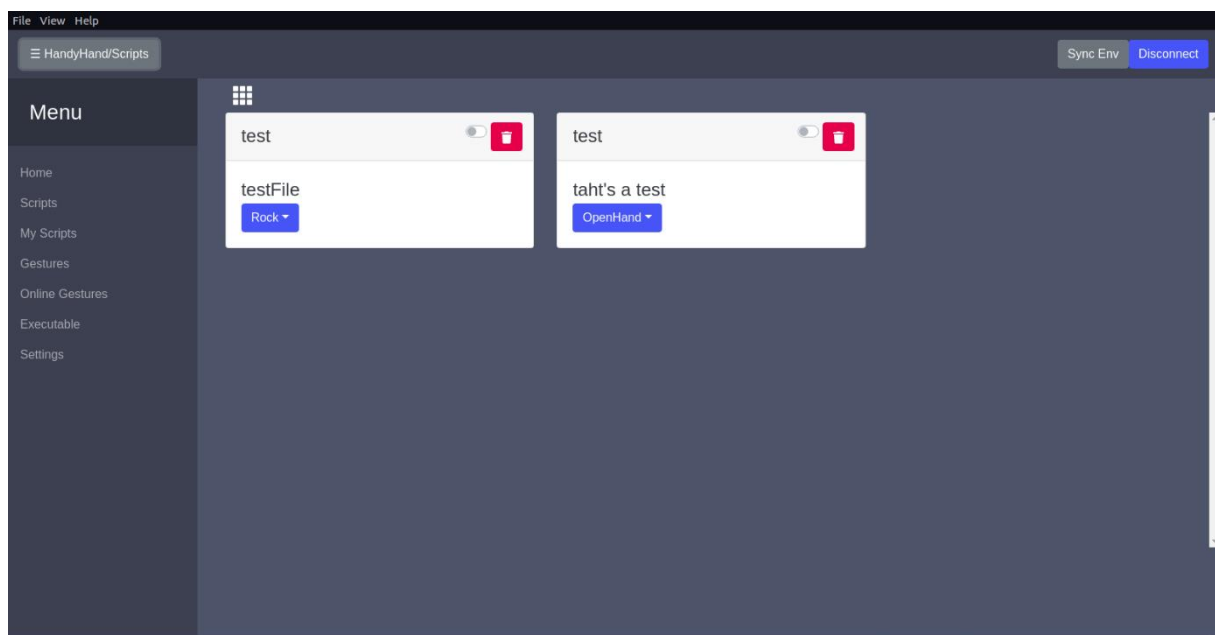 File View Help
☰ HandyHand/Scripts
Sync Env
Disconnect
Menu
Home
Scripts
My Scripts
Gestures
Online Gestures
Executable
Settings
test
testFile
Rock
test
taht's a test
OpenHand